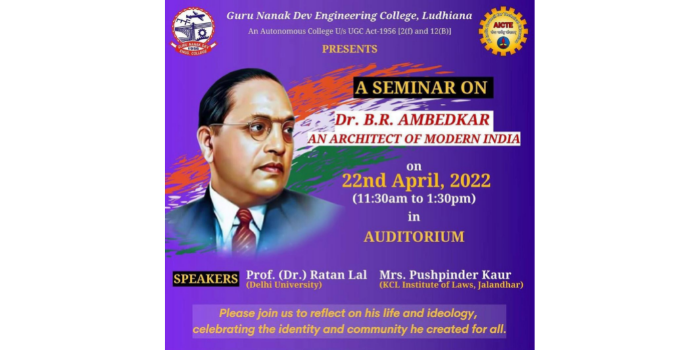 Guru Nanak Dev Engineering College, Ludhiana
An Autonomous College U/s UGC Act-1956 [2(f) and 12(B)]
PRESENTS
AICTE
A SEMINAR ON
Dr. B.R. AMBEDKAR
AN ARCHITECT OF MODERN INDIA
on
22nd April, 2022
(11:30am to 1:30pm)
in
AUDITORIUM
SPEAKERS
Prof. (Dr.) Ratan Lal
(Delhi University)
Mrs. Pushpinder Kaur
(KCL Institute of Laws, Jalandhar)
Please join us to reflect on his life and ideology,
celebrating the identity and community he created for all.